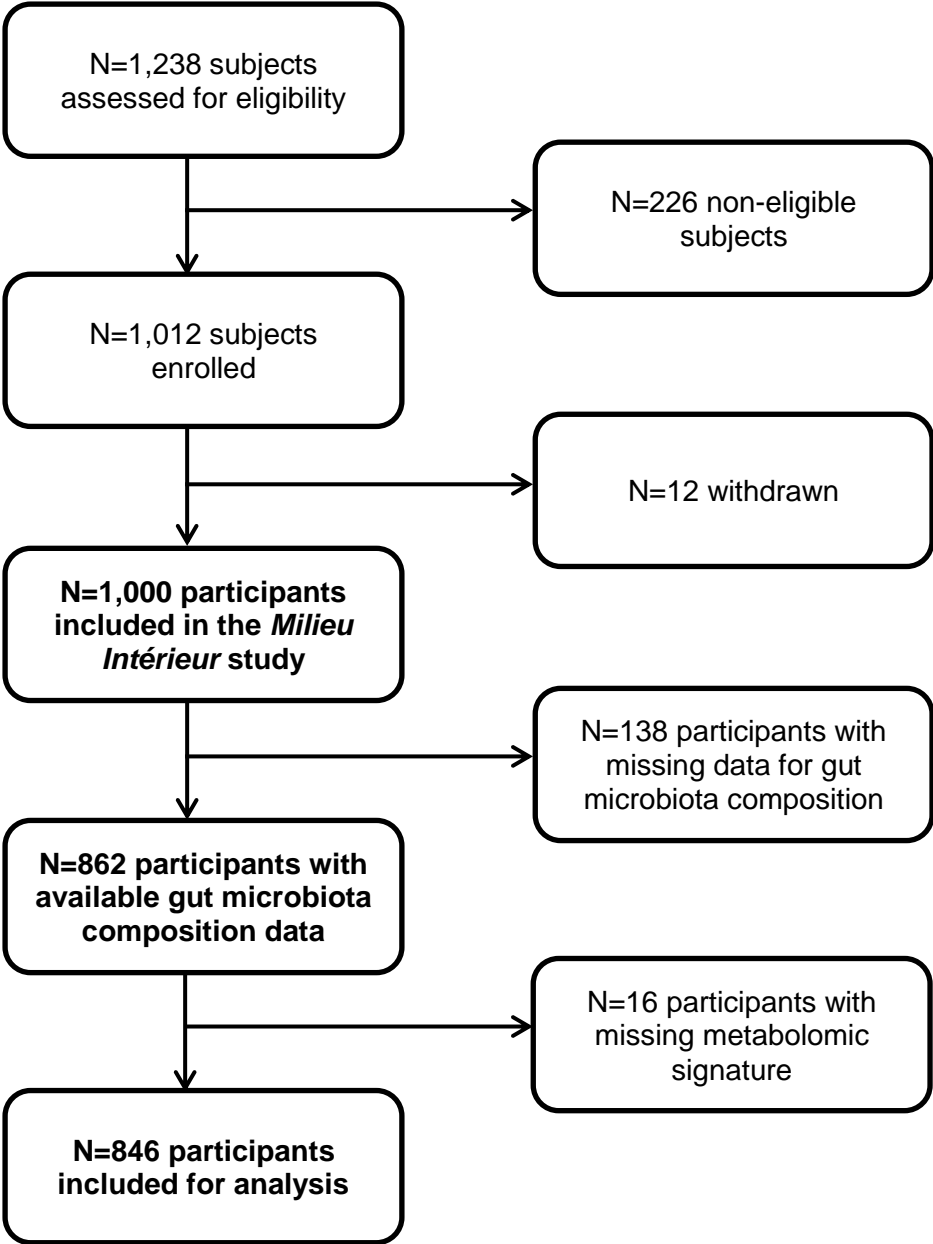 N=1,238 subjects
assessed for eligibility
N=226 non-eligible
subjects
N=1,012 subjects
enrolled
N=12 withdrawn
N=1,000 participants
included in the Milieu
Intérieur study
N=138 participants with
missing data for gut
microbiota composition
N=862 participants with
available gut microbiota
composition data
N=16 participants with
missing metabolomic
signature
N=846 participants
included for analysis